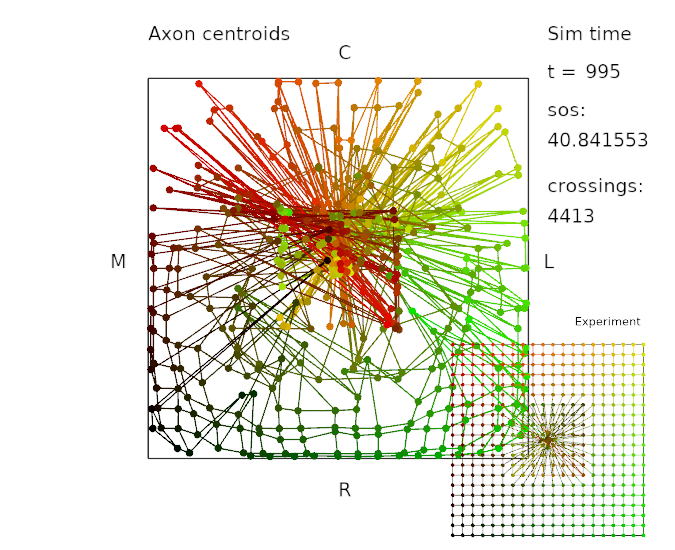 Axon centroids
C
M
L
R
Sim time
t = 995
sos:
40.841553
crossings:
4413
Experiment